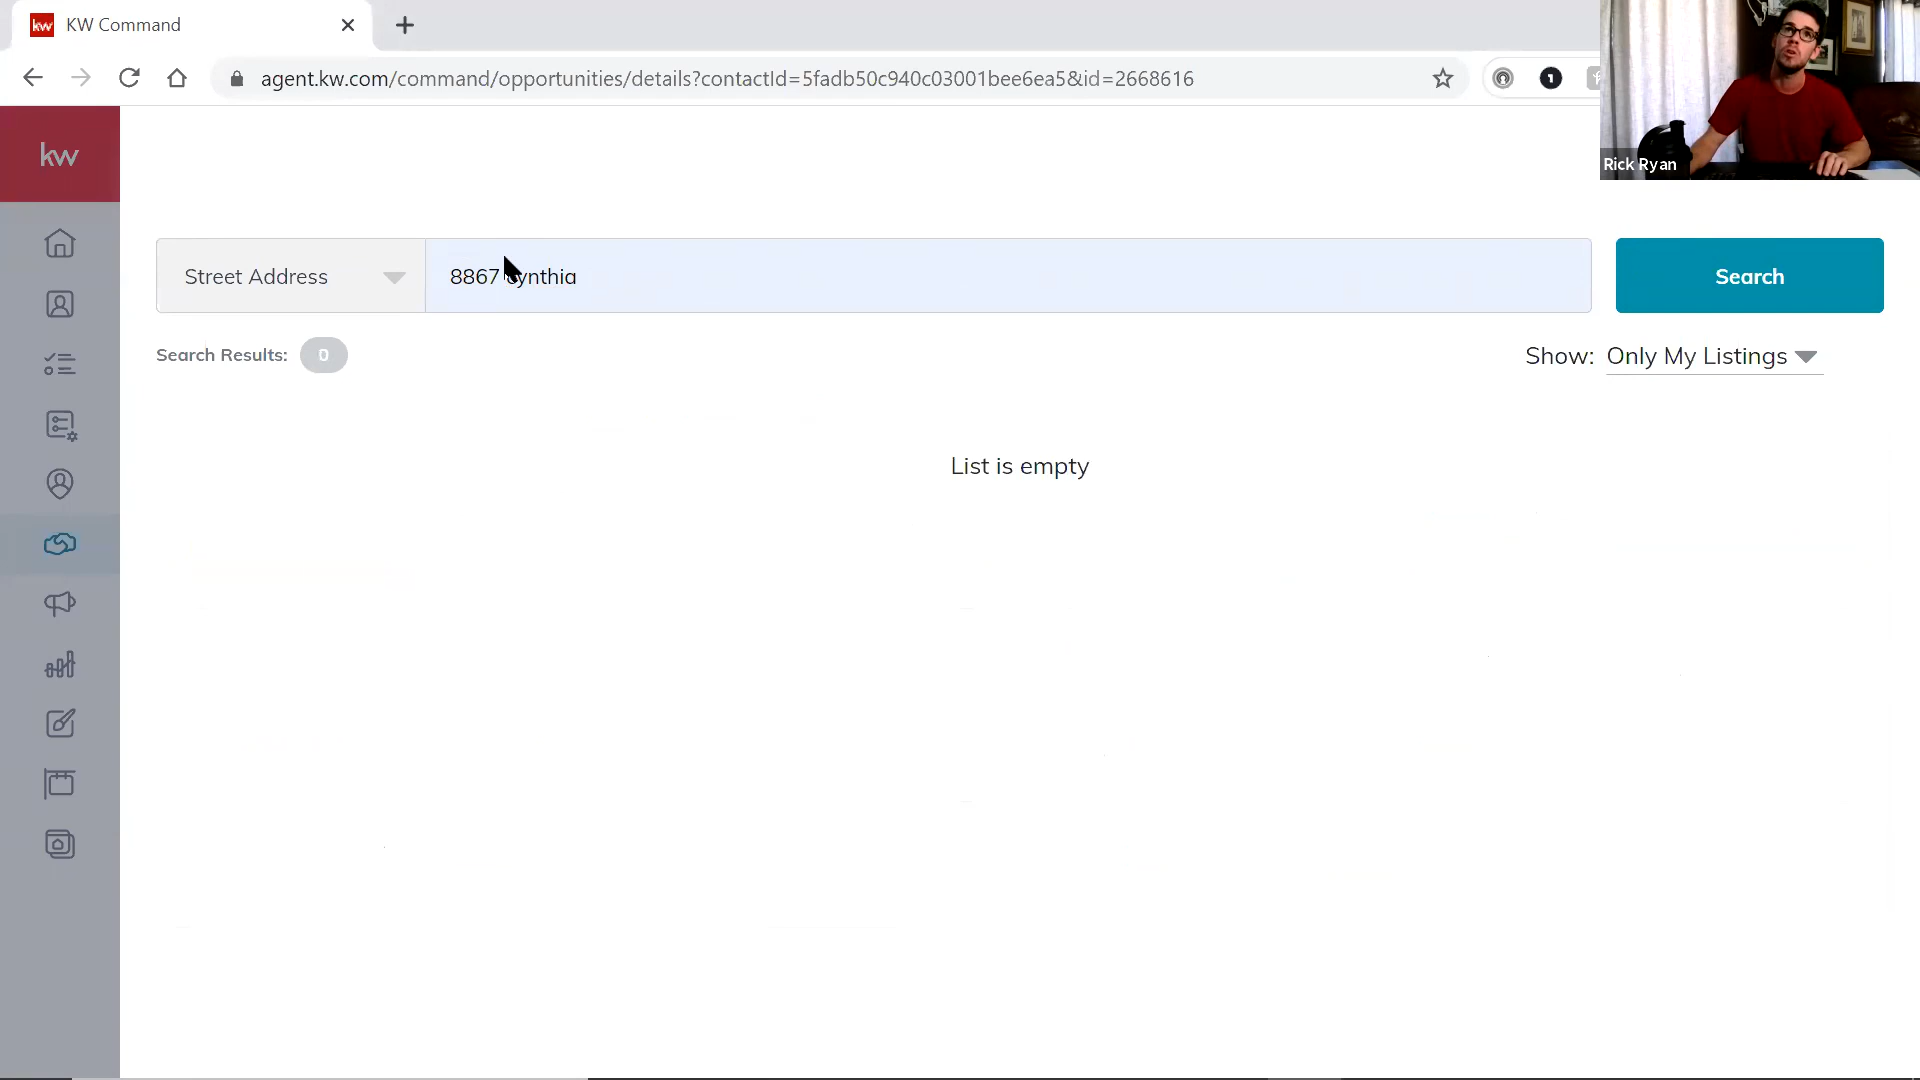 kw KW Command
agent.kw.com/command/opportunities/details?contactId=5fadb50c940c03001bee6ea5&id=2668616
Rick Ryan
kw
Street Address
8867 Cynthia
Search
Search Results: 0
Show: Only My Listings
List is empty